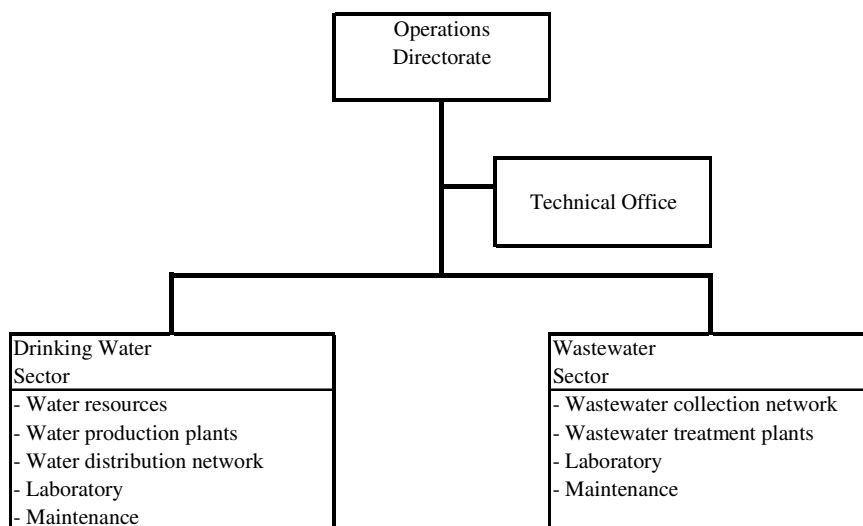 Operations
Directorate
Technical Office
Drinking Water
Sector
- Water resources
- Water production plants
- Water distribution network
- Laboratory
- Maintenance
Wastewater
Sector
- Wastewater collection network
- Wastewater treatment plants
- Laboratory
- Maintenance